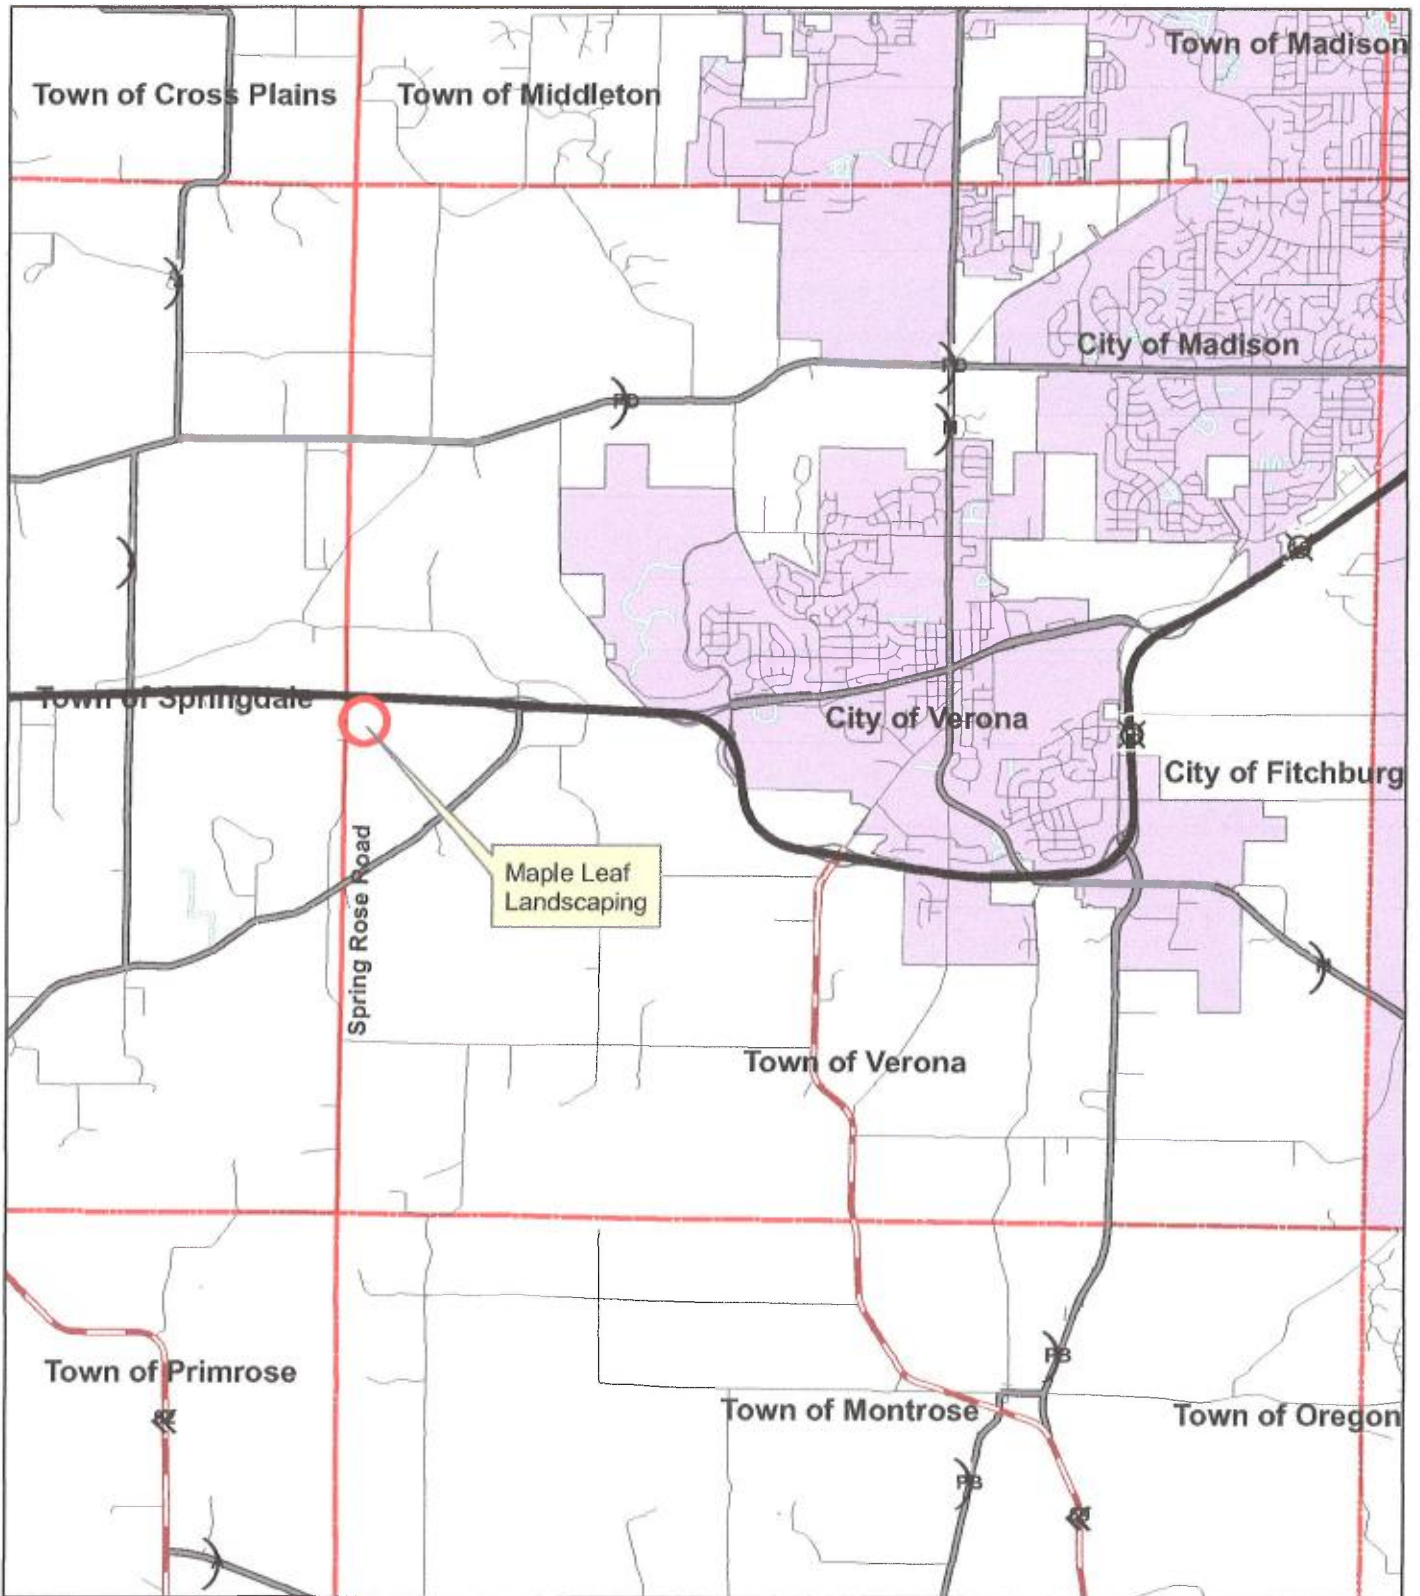 Town of Madison
Town of Cross Plains
Town of Middleton
City of Madison
PD
M
Town of Springdale
City of Verona
City of Fitchburg
Maple Leaf
Landscaping
Spring Rose Road
Town of Verona
PB
Town of Primrose
Town of Montrose
Town of Oregon
PB